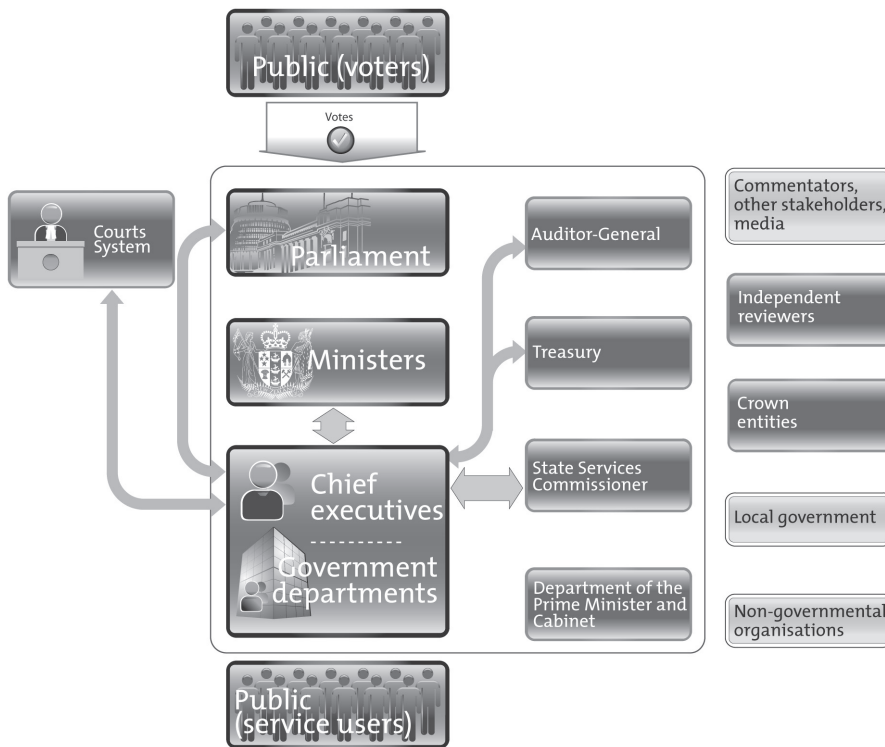 Public (voters)
Votes
Courts
System
Parliament
Ministers
Chief
executives
Government
departments
Auditor-General
Treasury
State Services
Commissioner
Department of the
Prime Minister and
Cabinet
Commentators,
other stakeholders,
media
Independent
reviewers
Crown
entities
Local government
Non-governmental
organisations
Public
(service users)